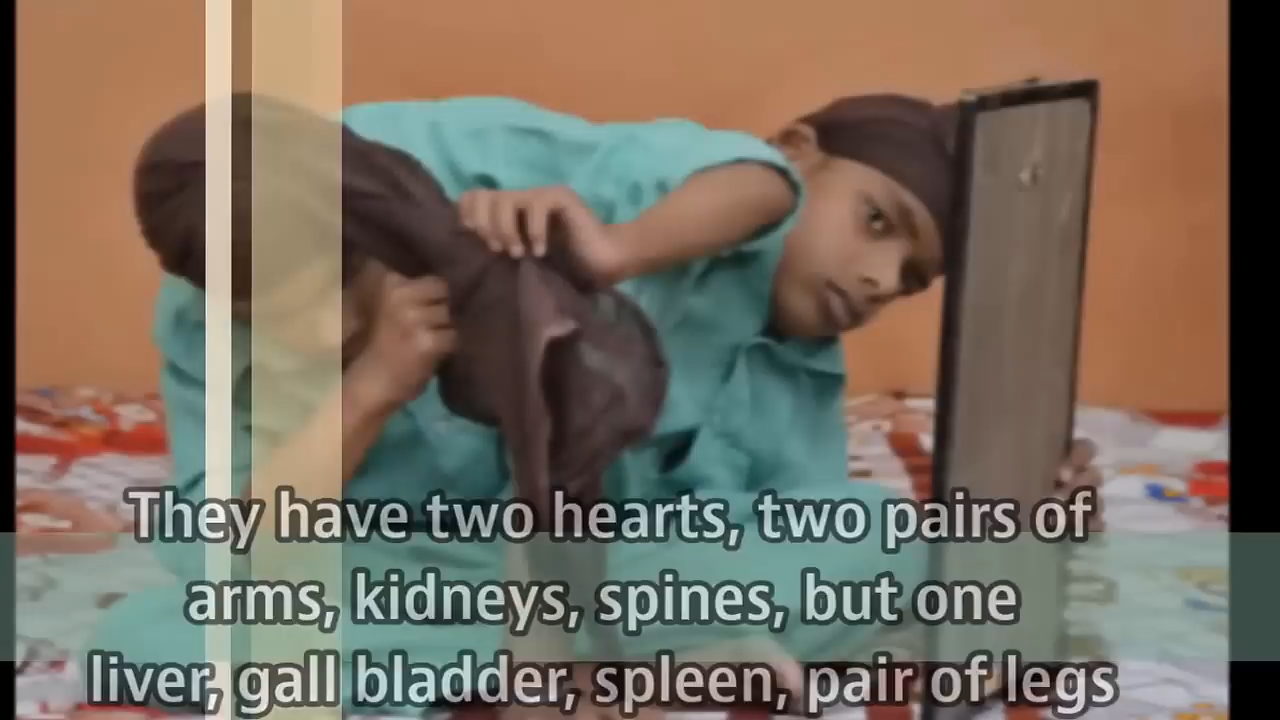 They have two hearts, two pairs of
arms, kidneys, spines, but one
liver, gall bladder, spleen, pair of legs